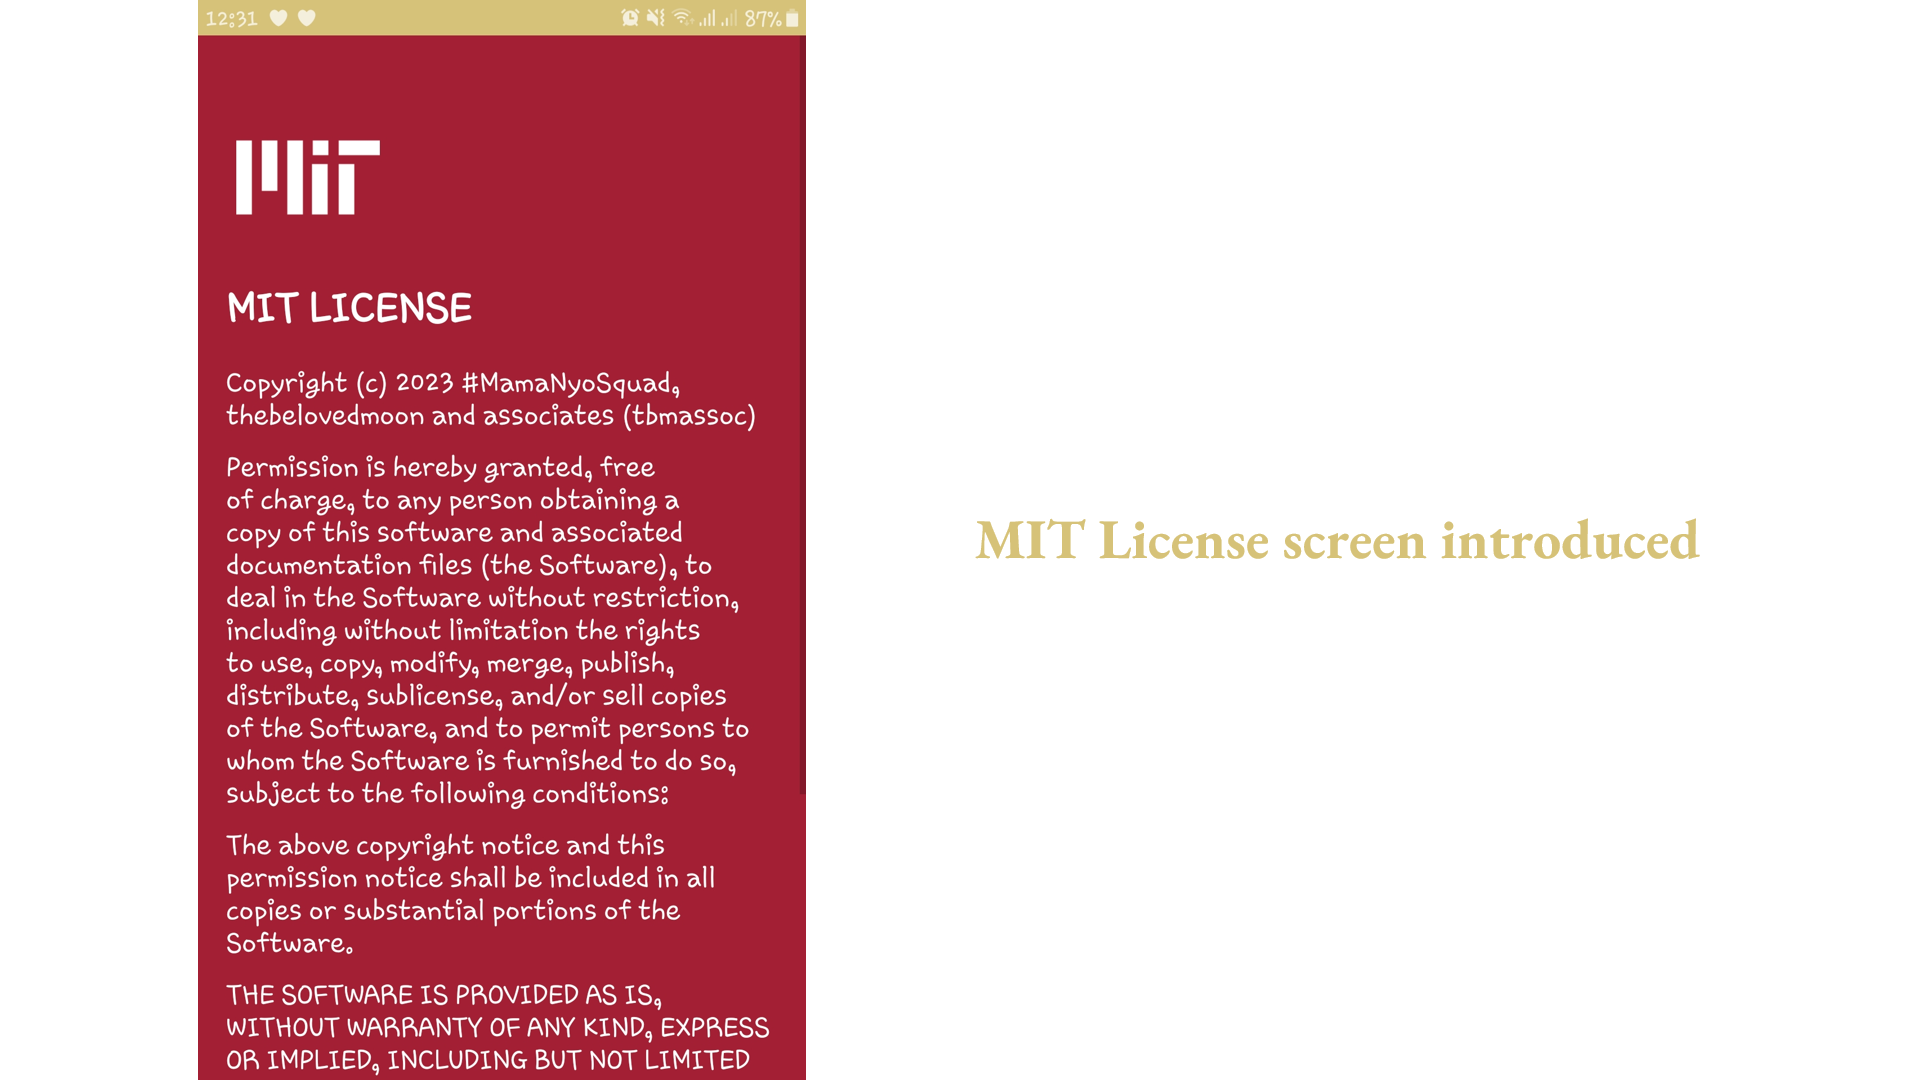 12:31
87%
MIT
MIT LICENSE
Copyright (c) 2023 #MamaNyoSquad,
thebelovedmoon and associates (tbmassoc)
Permission is hereby granted, free
of charge, to any person obtaining a
copy of this software and associated
documentation files (the Software), to
deal in the Software without restriction,
including without limitation the rights
to use, copy, modify, merge, publish,
distribute, sublicense, and/or sell copies
of the Software, and to permit persons to
whom the Software is furnished to do so,
subject to the following conditions:
The above copyright notice and this
permission notice shall be included in all
copies or substantial portions of the
Software.
THE SOFTWARE IS PROVIDED AS IS,
WITHOUT WARRANTY OF ANY KIND, EXPRESS
OR IMPLIED, INCLUDING BUT NOT LIMITED
MIT License screen introduced